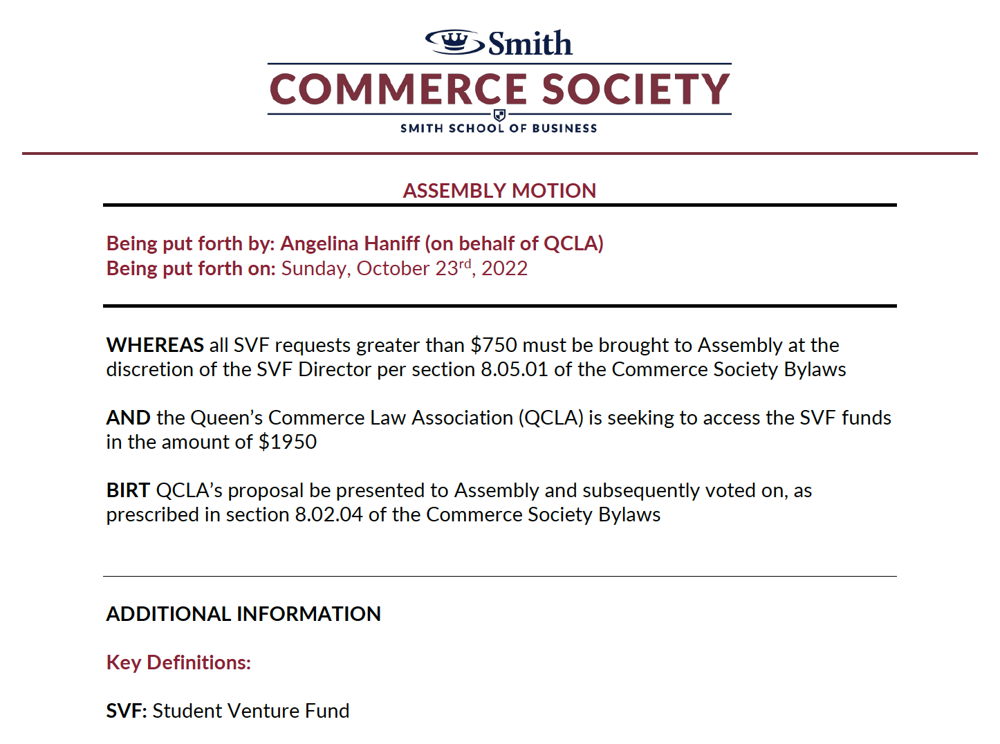 Smith
COMMERCE SOCIETY
SMITH SCHOOL OF BUSINESS
ASSEMBLY MOTION
Being put forth by: Angelina Haniff (on behalf of QCLA)
Being put forth on: Sunday, October 23rd, 2022
WHEREAS all SVF requests greater than $750 must be brought to Assembly at the
discretion of the SVF Director per section 8.05.01 of the Commerce Society Bylaws
AND the Queen’s Commerce Law Association (QCLA) is seeking to access the SVF funds
in the amount of $1950
BIRT QCLA’s proposal be presented to Assembly and subsequently voted on, as
prescribed in section 8.02.04 of the Commerce Society Bylaws
ADDITIONAL INFORMATION
Key Definitions:
SVF: Student Venture Fund